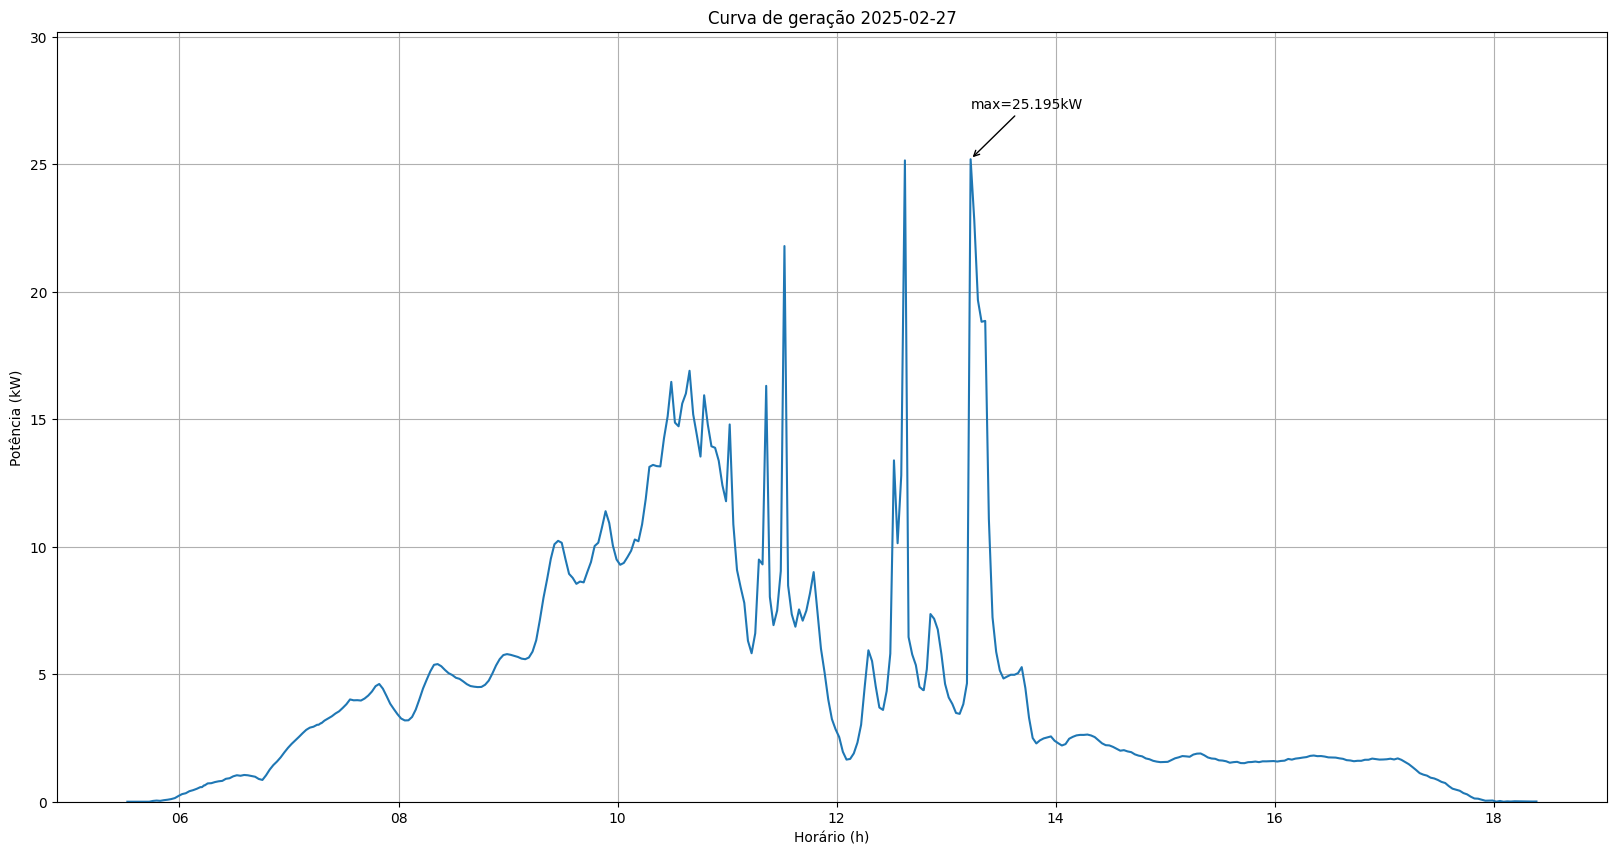 Curva de geração 2025-02-27
30
max=25.195kW
25
20
15
10
5
0
Potência (kW)
06 08 10 12 14 16 18
Horário (h)